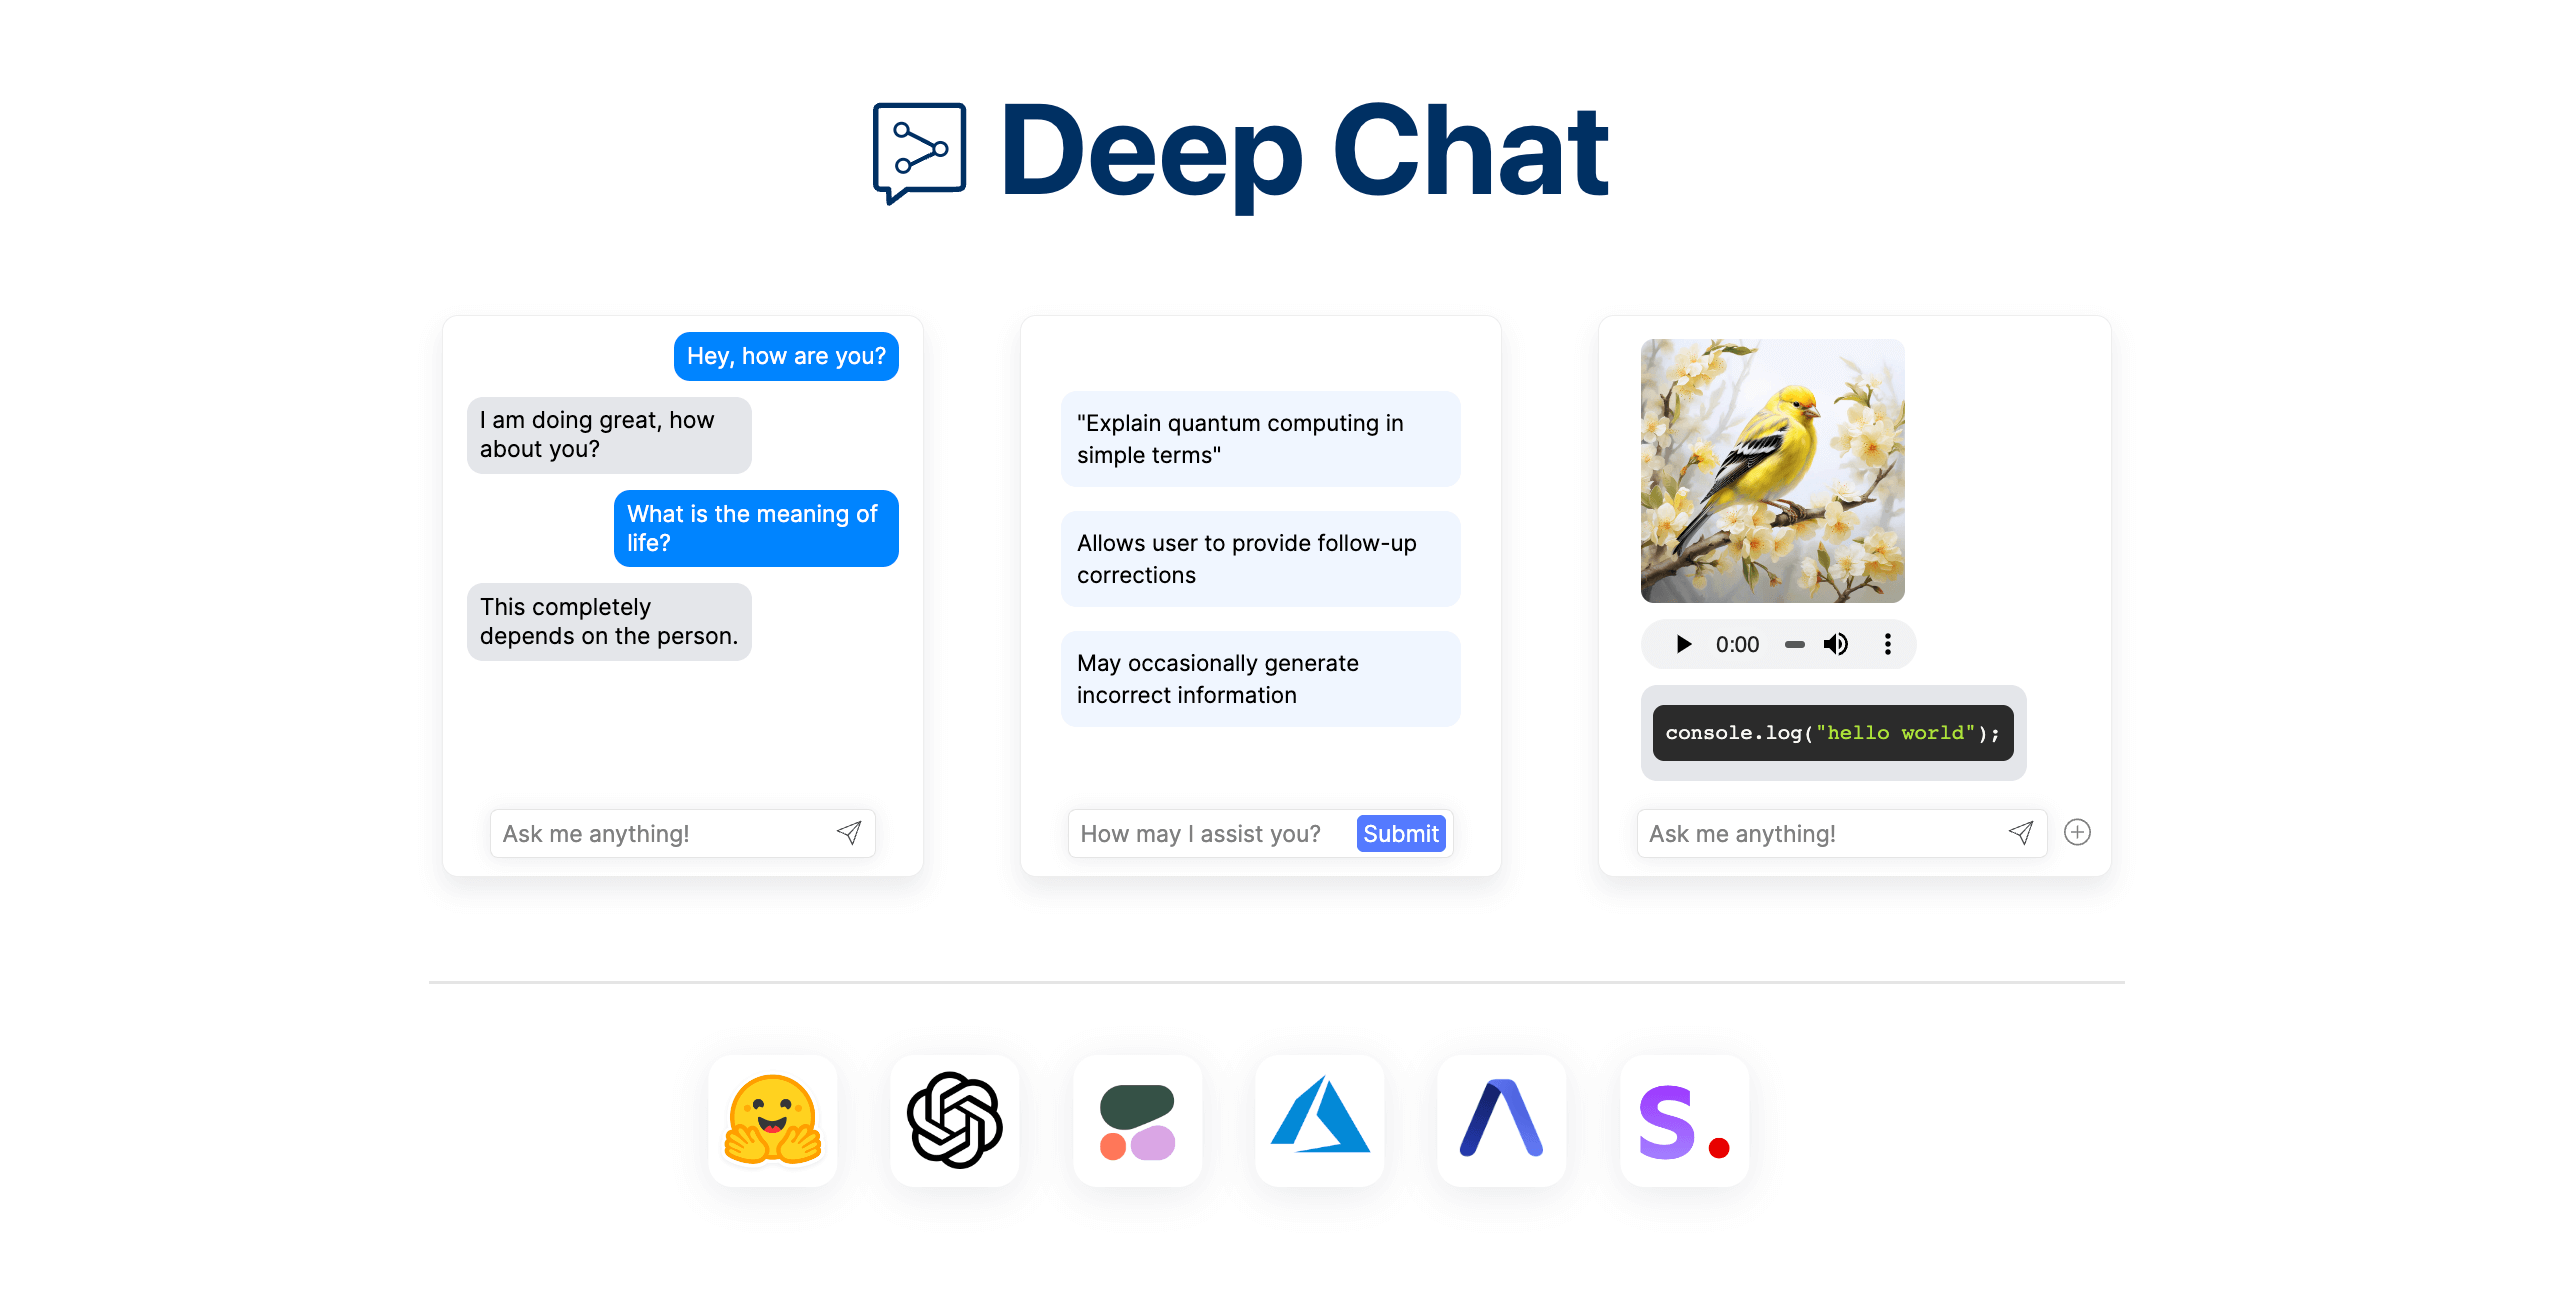 Deep Chat
Hey, how are you?
I am doing great, how
about you?
What is the meaning of
life?
This completely
depends on the person.
Ask me anything!
"Explain quantum computing in
simple terms"
Allows user to provide follow-up
corrections
May occasionally generate
incorrect information
How may I assist you?
Submit
0:00
console.log("hello world");
Ask me anything!
S.